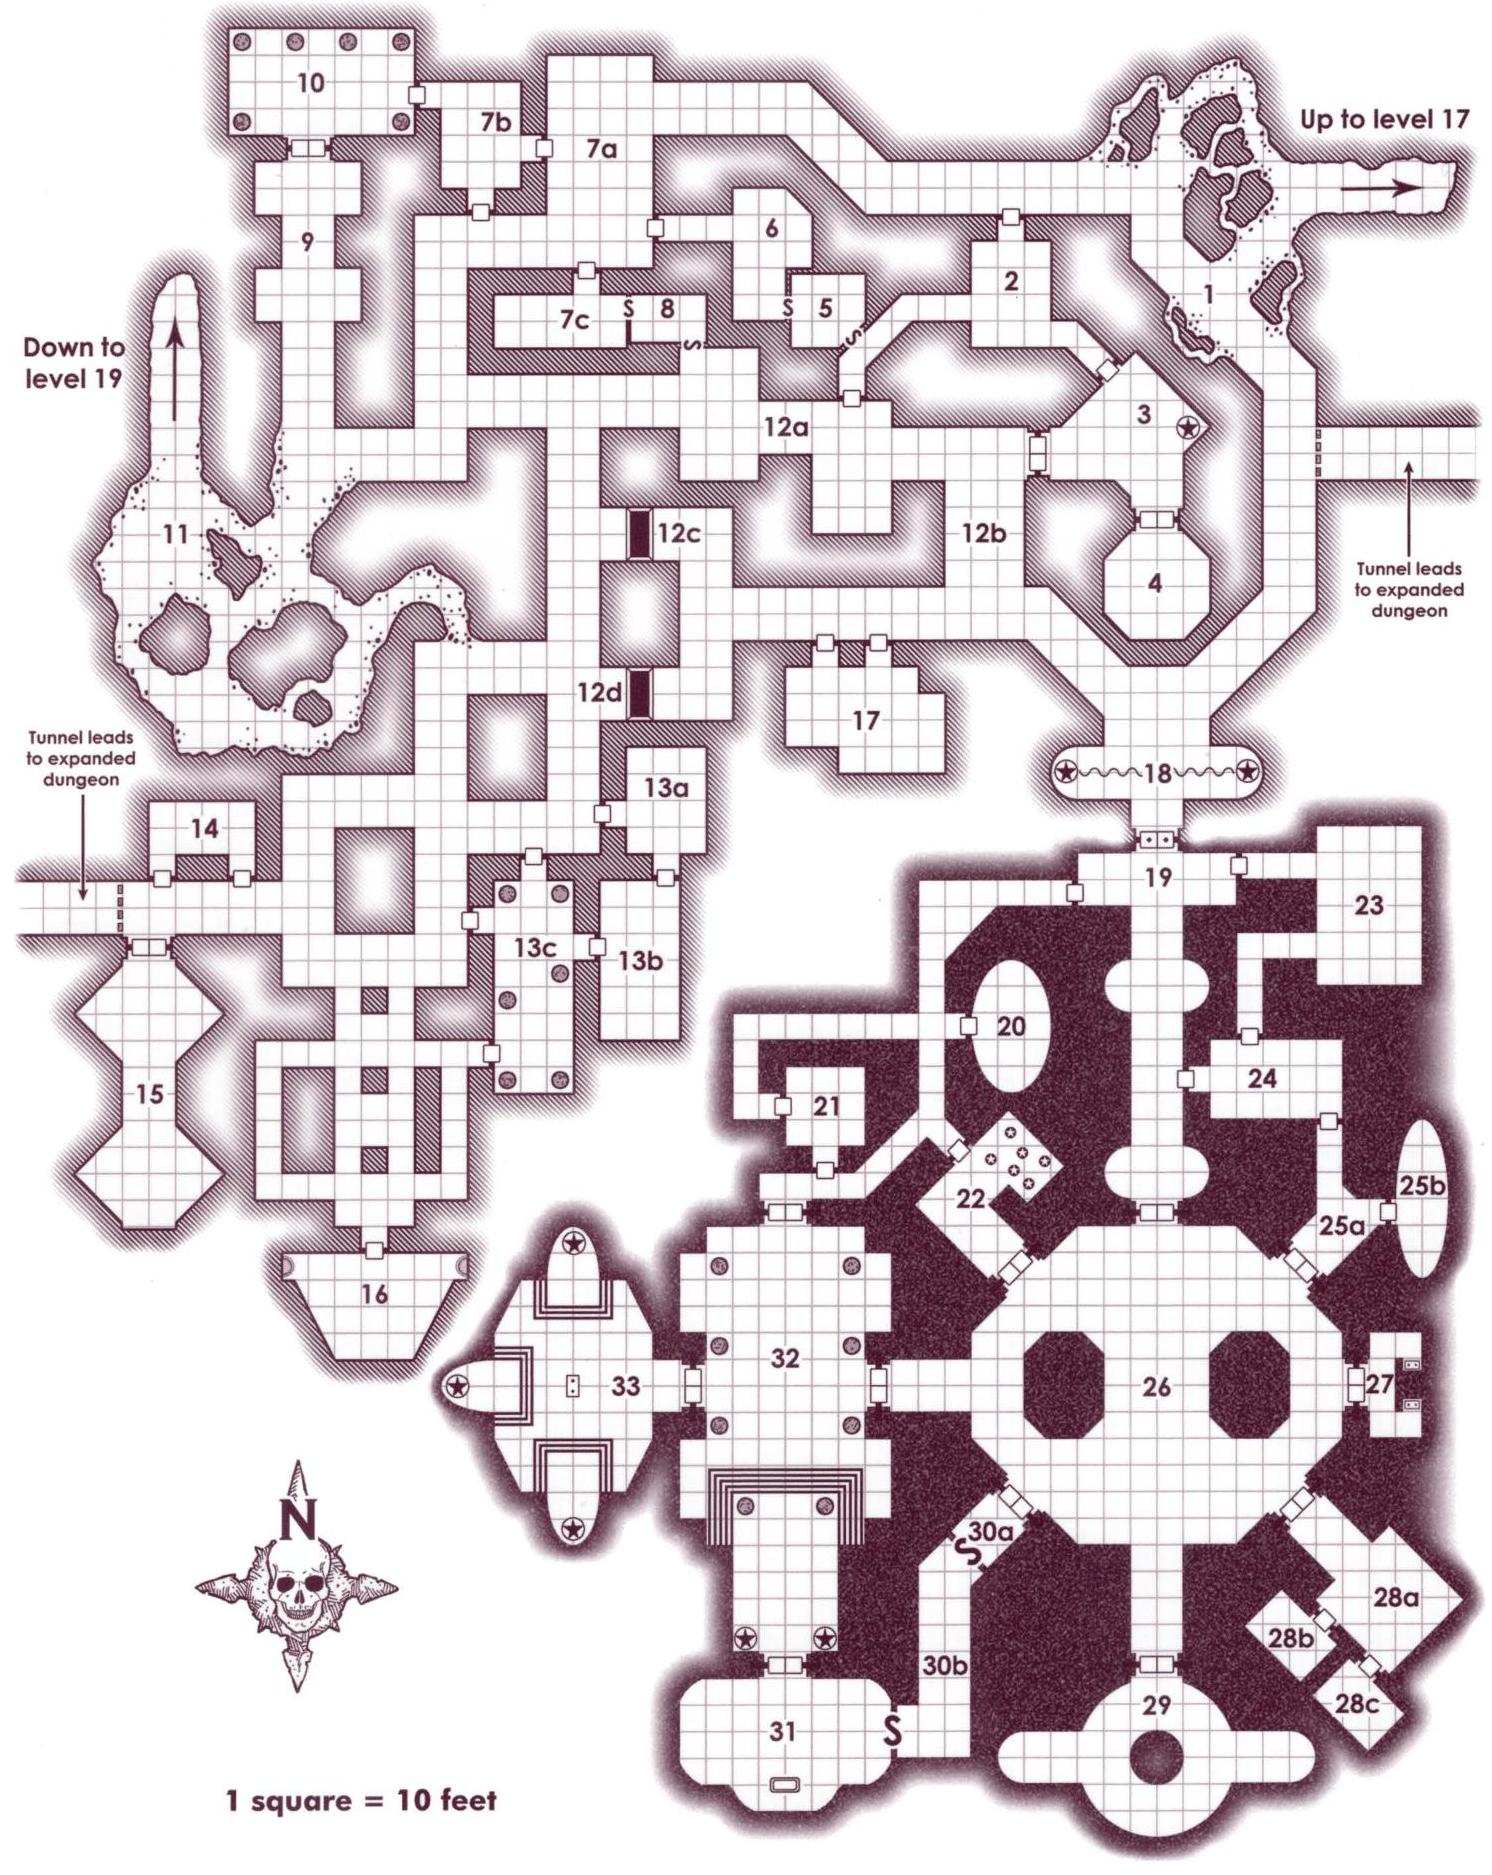 10
7b
7a
Up to level 17
6
9
2
1
7c
S
8
S
5
S
S
Down to
level 19
3
12a
11
12c
12b
4
Tunnel leads
to expanded
dungeon
12d
17
Tunnel leads
to expanded
dungeon
18
13a
14
19
23
13c
13b
20
24
15
21
22
25b
25a
16
32
33
26
27
N
30a
S
28a
28b
30b
28c
29
31
S
1 square = 10 feet